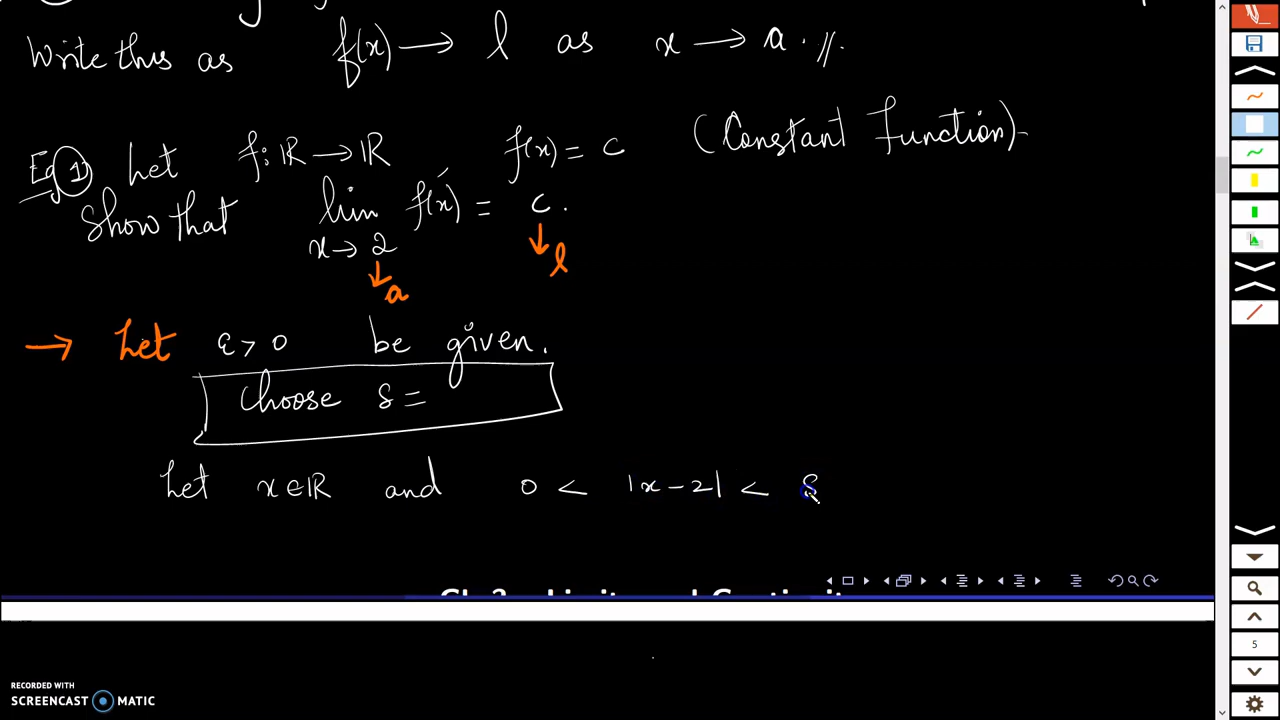 Write this as f(x) → l as x → a. //.
Eg ① Let f: ℝ → ℝ f(x) = c (Constant function)-
Show that lim f(x) = c.
x → 2
↓ a ↓ l
→ Let ε > 0 be given.
Choose δ =
Let x ∈ ℝ and 0 < |x - 2| < δ
5
RECORDED WITH
SCREENCAST MATIC